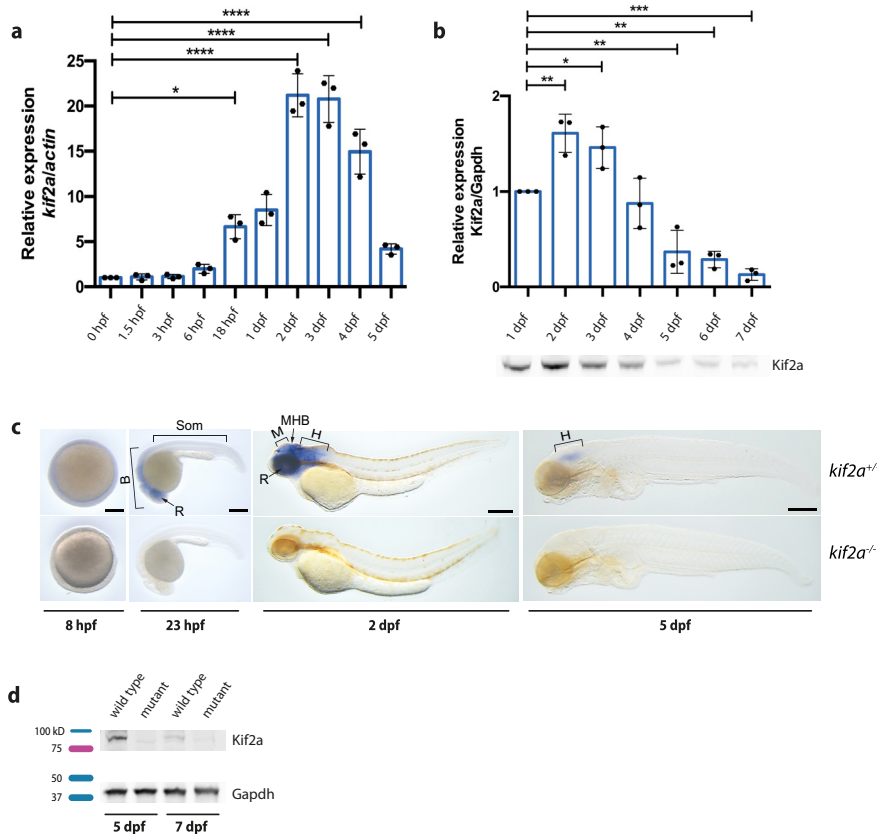 a
****
****
****
*
Relative expression
kif2a/actin
25
20
15
10
5
0
0 hpf
1.5 hpf
3 hpf
6 hpf
18 hpf
1 dpf
2 dpf
3 dpf
4 dpf
5 dpf
b
***
**
**
*
**
Relative expression
Kif2a/Gapdh
2
1
0
1 dpf
2 dpf
3 dpf
4 dpf
5 dpf
6 dpf
7 dpf
Kif2a
c
Som
B
R
M
MHB
H
R
H
kif2a+/-
kif2a-/-
8 hpf
23 hpf
2 dpf
5 dpf
d
wild type
mutant
wild type
mutant
100 kD
75
50
37
Kif2a
Gapdh
5 dpf
7 dpf